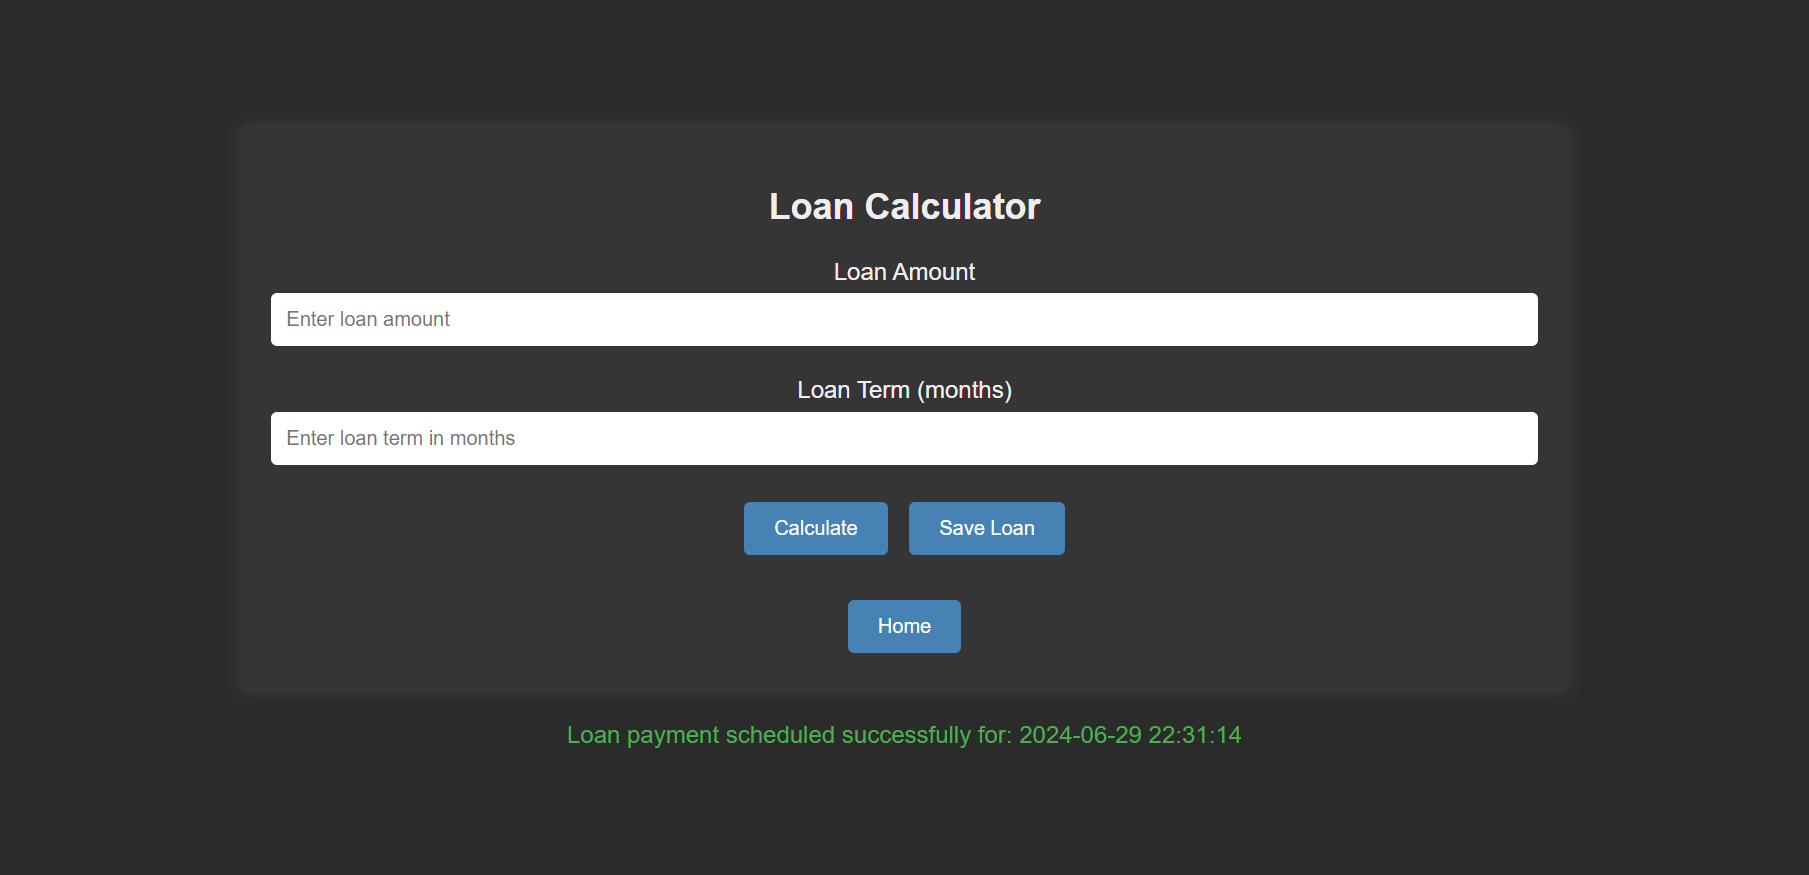 Loan Calculator
Loan Amount
Enter loan amount
Loan Term (months)
Enter loan term in months
Calculate Save Loan
Home
Loan payment scheduled successfully for: 2024-06-29 22:31:14